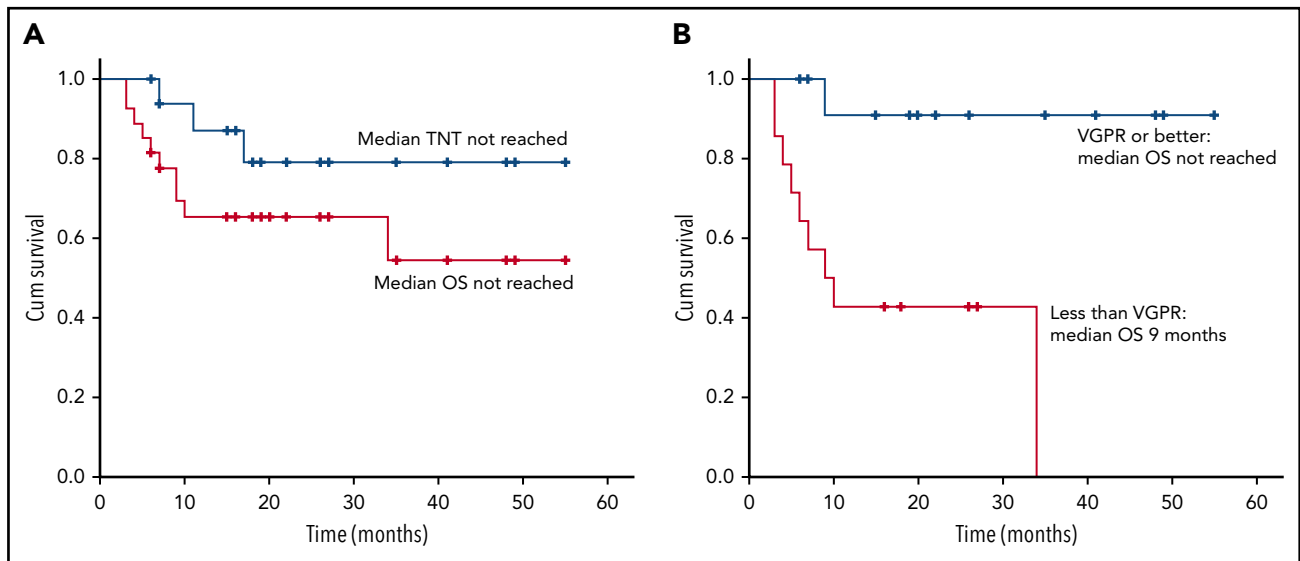 A
1.0
0.8
0.6
0.4
0.2
0.0
Cum survival
0
10
20
30
40
50
60
Time (months)
Median TNT not reached
Median OS not reached
B
1.0
0.8
0.6
0.4
0.2
0.0
Cum survival
0
10
20
30
40
50
60
Time (months)
VGPR or better:
median OS not reached
Less than VGPR:
median OS 9 months